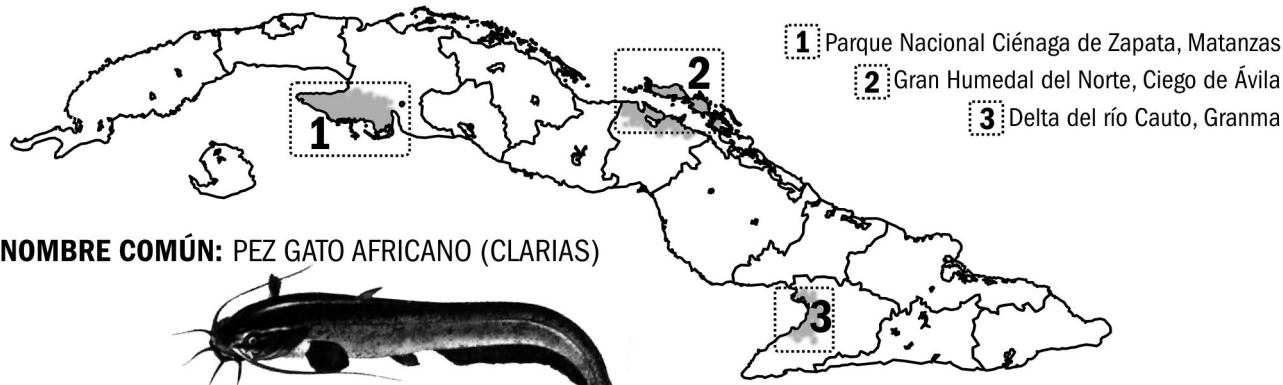 1 Parque Nacional Ciénaga de Zapata, Matanzas
2 Gran Humedal del Norte, Ciego de Ávila
3 Delta del río Cauto, Granma
1
2
3
NOMBRE COMÚN: PEZ GATO AFRICANO (CLARIAS)